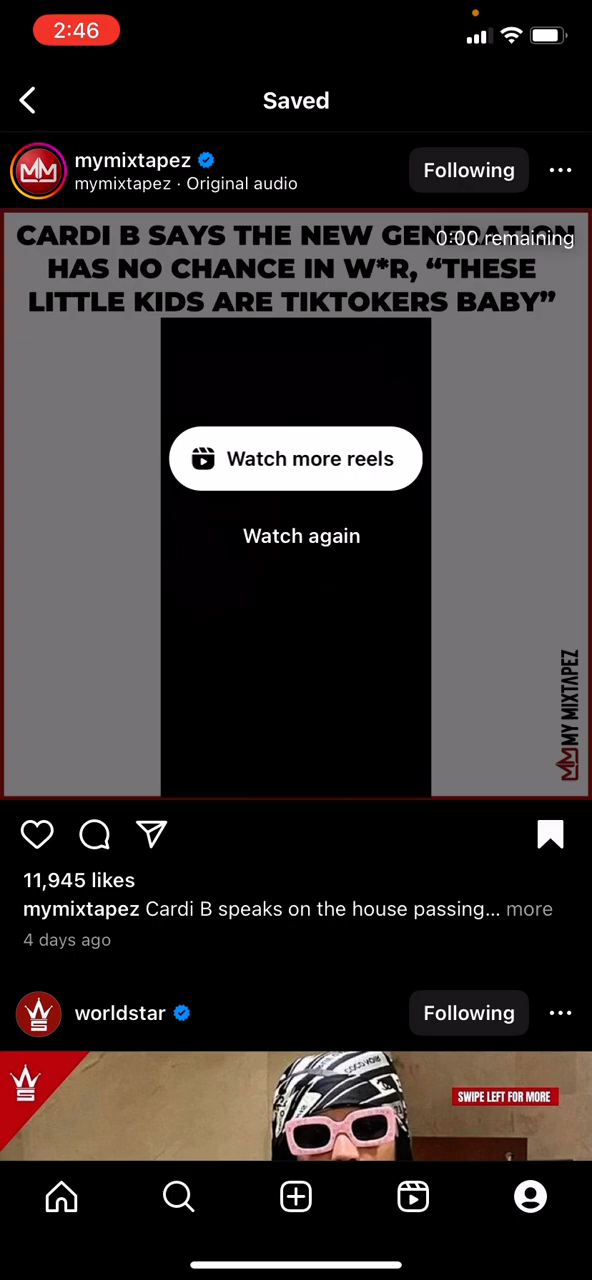 2:46
Saved
mymixtapez
Following
mymixtapez · Original audio
0:00 remaining
CARDI B SAYS THE NEW GENERATION
HAS NO CHANCE IN W*R, “THESE
LITTLE KIDS ARE TIKTOKERS BABY”
Watch more reels
Watch again
MY MIXTAPEZ
11,945 likes
mymixtapez Cardi B speaks on the house passing... more
4 days ago
worldstar
Following
SWIPE LEFT FOR MORE